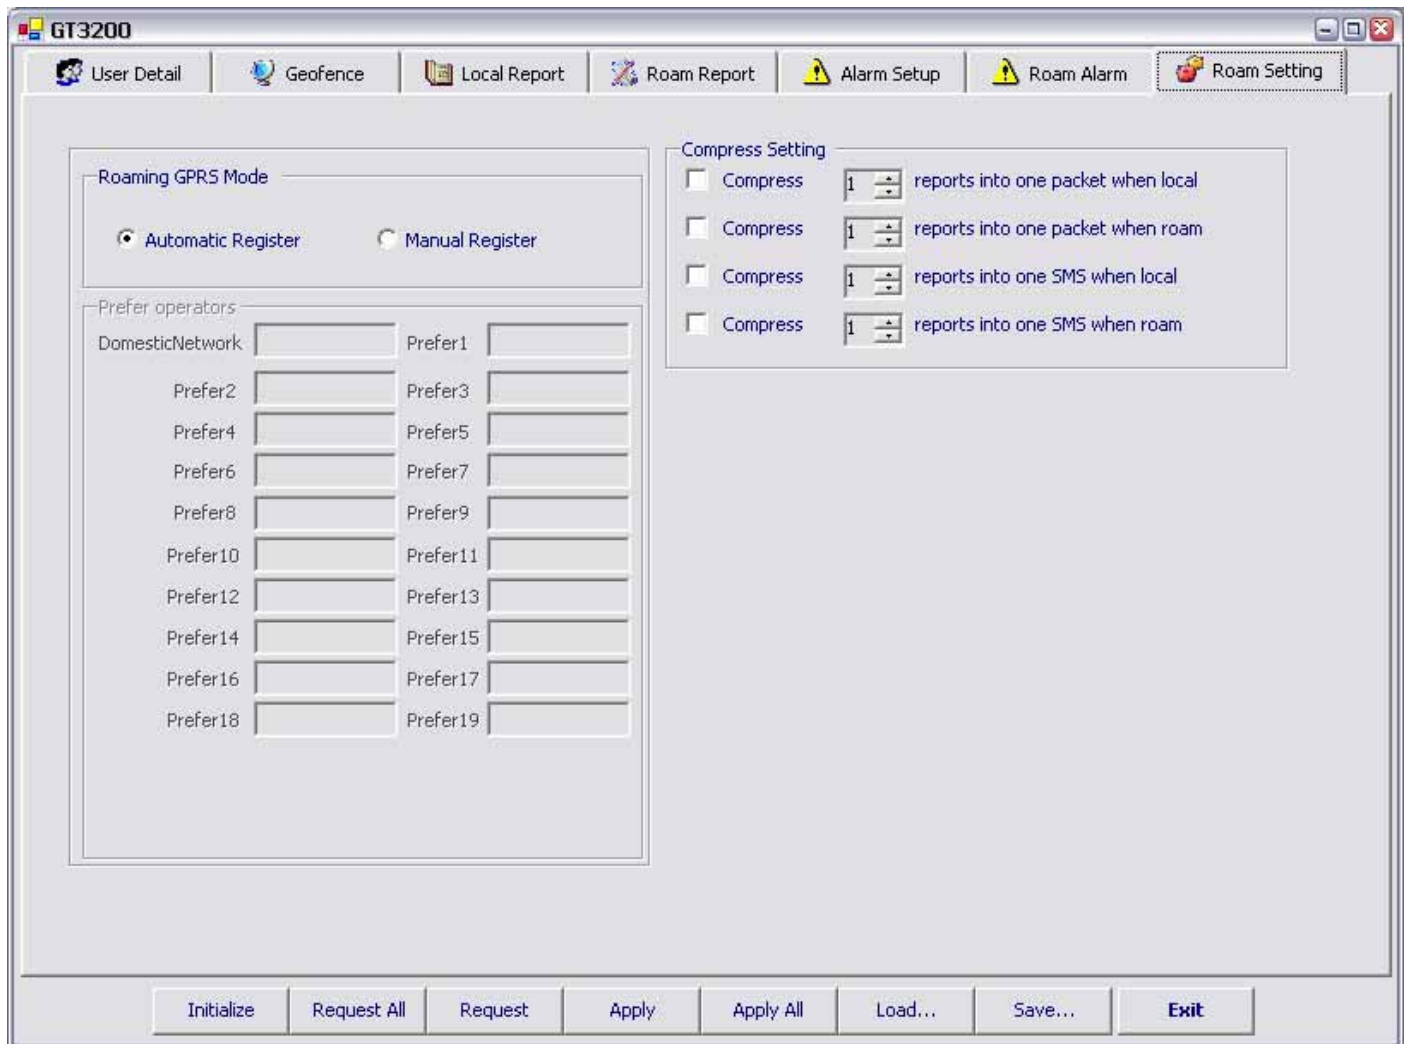 GT3200
User Detail
Geofence
Local Report
Roam Report
Alarm Setup
Roam Alarm
Roam Setting
Roaming GPRS Mode
Automatic Register
Manual Register
Prefer operators
DomesticNetwork
Prefer1
Prefer2
Prefer3
Prefer4
Prefer5
Prefer6
Prefer7
Prefer8
Prefer9
Prefer10
Prefer11
Prefer12
Prefer13
Prefer14
Prefer15
Prefer16
Prefer17
Prefer18
Prefer19
Compress Setting
Compress 1 reports into one packet when local
Compress 1 reports into one packet when roam
Compress 1 reports into one SMS when local
Compress 1 reports into one SMS when roam
Initialize
Request All
Request
Apply
Apply All
Load...
Save...
Exit